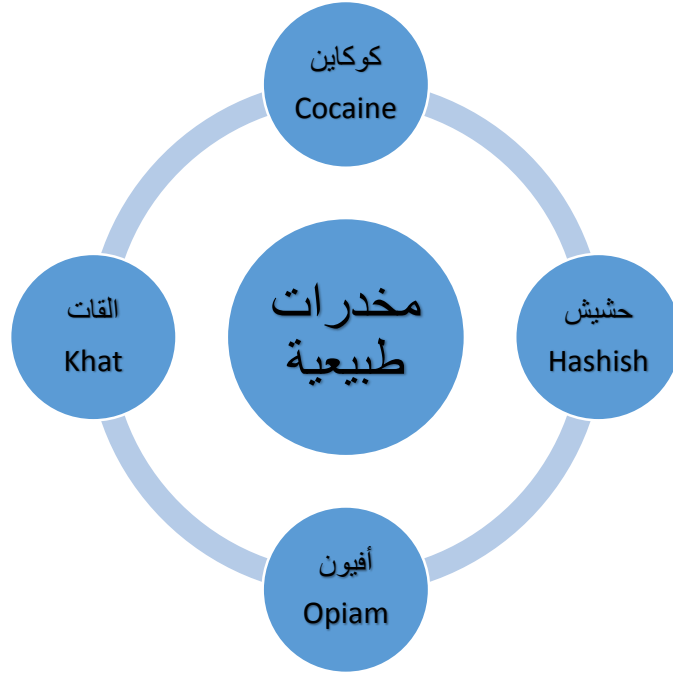 كوكاين
Cocaine
القات
Khat
مخدرات
طبيعية
حشيش
Hashish
أفيون
Opiam